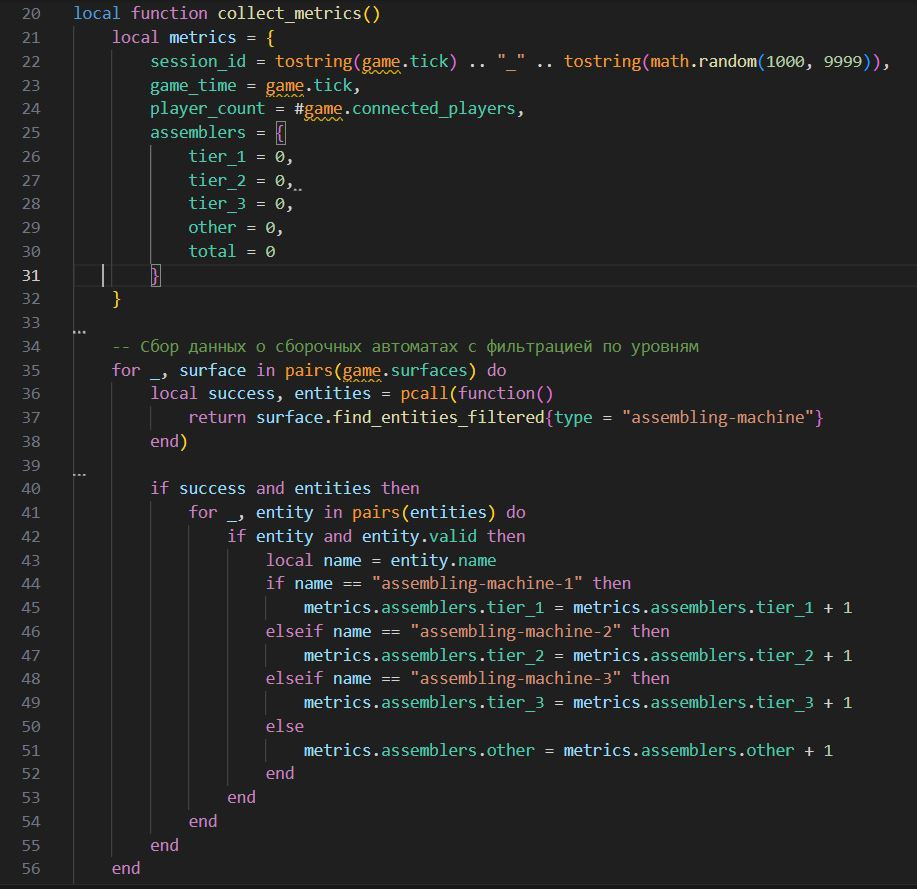 20 local function collect_metrics()
21     local metrics = {
22         session_id = tostring(game.tick) .. "_" .. tostring(math.random(1000, 9999)),
23         game_time = game.tick,
24         player_count = #game.connected_players,
25         assemblers = {
26             tier_1 = 0,
27             tier_2 = 0,
28             tier_3 = 0,
29             other = 0,
30             total = 0
31         }
32     }
33
34     -- Сбор данных о сборочных автоматах с фильтрацией по уровням
35     for _, surface in pairs(game.surfaces) do
36         local success, entities = pcall(function()
37             return surface.find_entities_filtered{type = "assembling-machine"}
38         end)
39
40         if success and entities then
41             for _, entity in pairs(entities) do
42                 if entity and entity.valid then
43                     local name = entity.name
44                     if name == "assembling-machine-1" then
45                         metrics.assemblers.tier_1 = metrics.assemblers.tier_1 + 1
46                     elseif name == "assembling-machine-2" then
47                         metrics.assemblers.tier_2 = metrics.assemblers.tier_2 + 1
48                     elseif name == "assembling-machine-3" then
49                         metrics.assemblers.tier_3 = metrics.assemblers.tier_3 + 1
50                     else
51                         metrics.assemblers.other = metrics.assemblers.other + 1
52                     end
53                 end
54             end
55         end
56     end